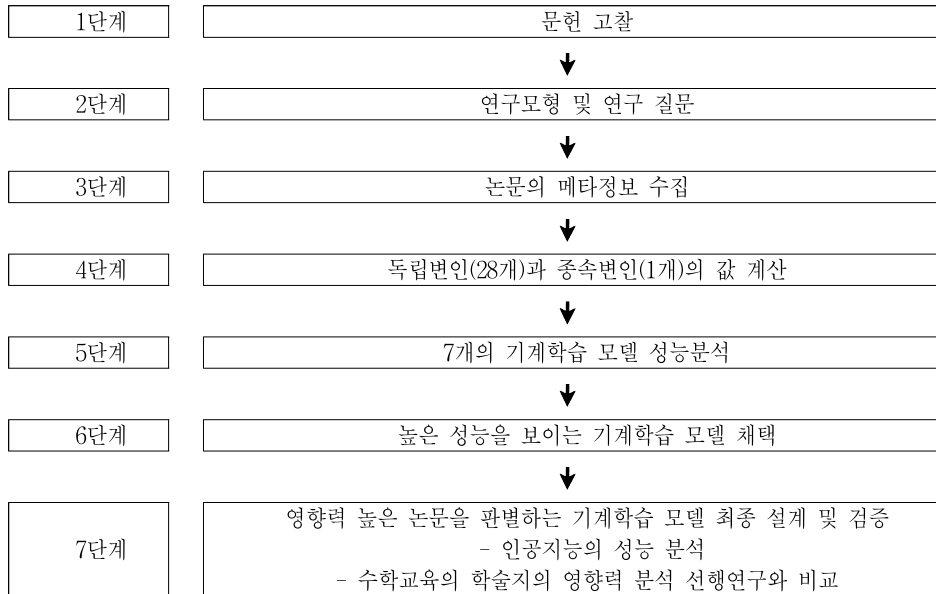 1단계 문헌 고찰
2단계 연구모형 및 연구 질문
3단계 논문의 메타정보 수집
4단계 독립변인(28개)과 종속변인(1개)의 값 계산
5단계 7개의 기계학습 모델 성능분석
6단계 높은 성능을 보이는 기계학습 모델 채택
7단계
영향력 높은 논문을 판별하는 기계학습 모델 최종 설계 및 검증
- 인공지능의 성능 분석
- 수학교육의 학술지의 영향력 분석 선행연구와 비교